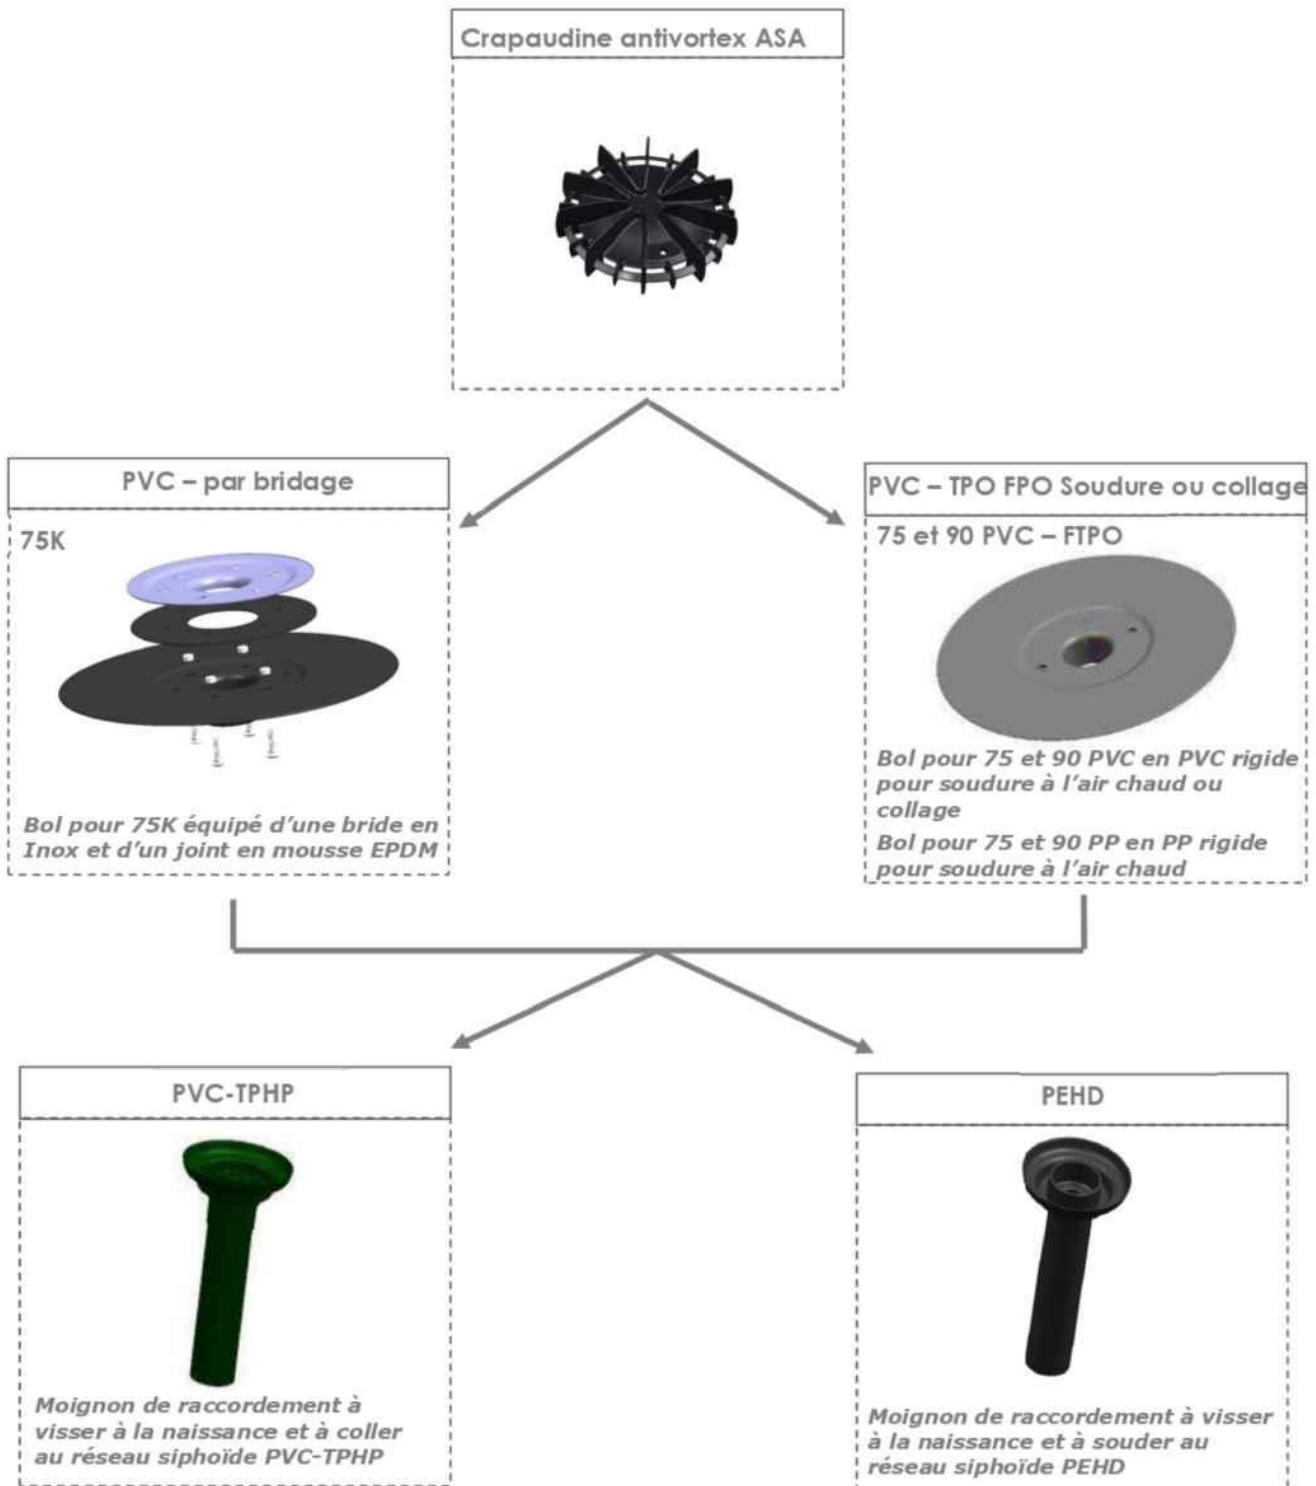 Crapaudine antivortex ASA
PVC – par bridage
75K
Bol pour 75K équipé d’une bride en
Inox et d’un joint en mousse EPDM
PVC – TPO FPO Soudure ou collage
75 et 90 PVC – FTPO
Bol pour 75 et 90 PVC en PVC rigide
pour soudure à l’air chaud ou
collage
Bol pour 75 et 90 PP en PP rigide
pour soudure à l’air chaud
PVC-TPHP
Moignon de raccordement à
visser à la naissance et à coller
au réseau siphoïde PVC-TPHP
PEHD
Moignon de raccordement à visser
à la naissance et à souder au
réseau siphoïde PEHD